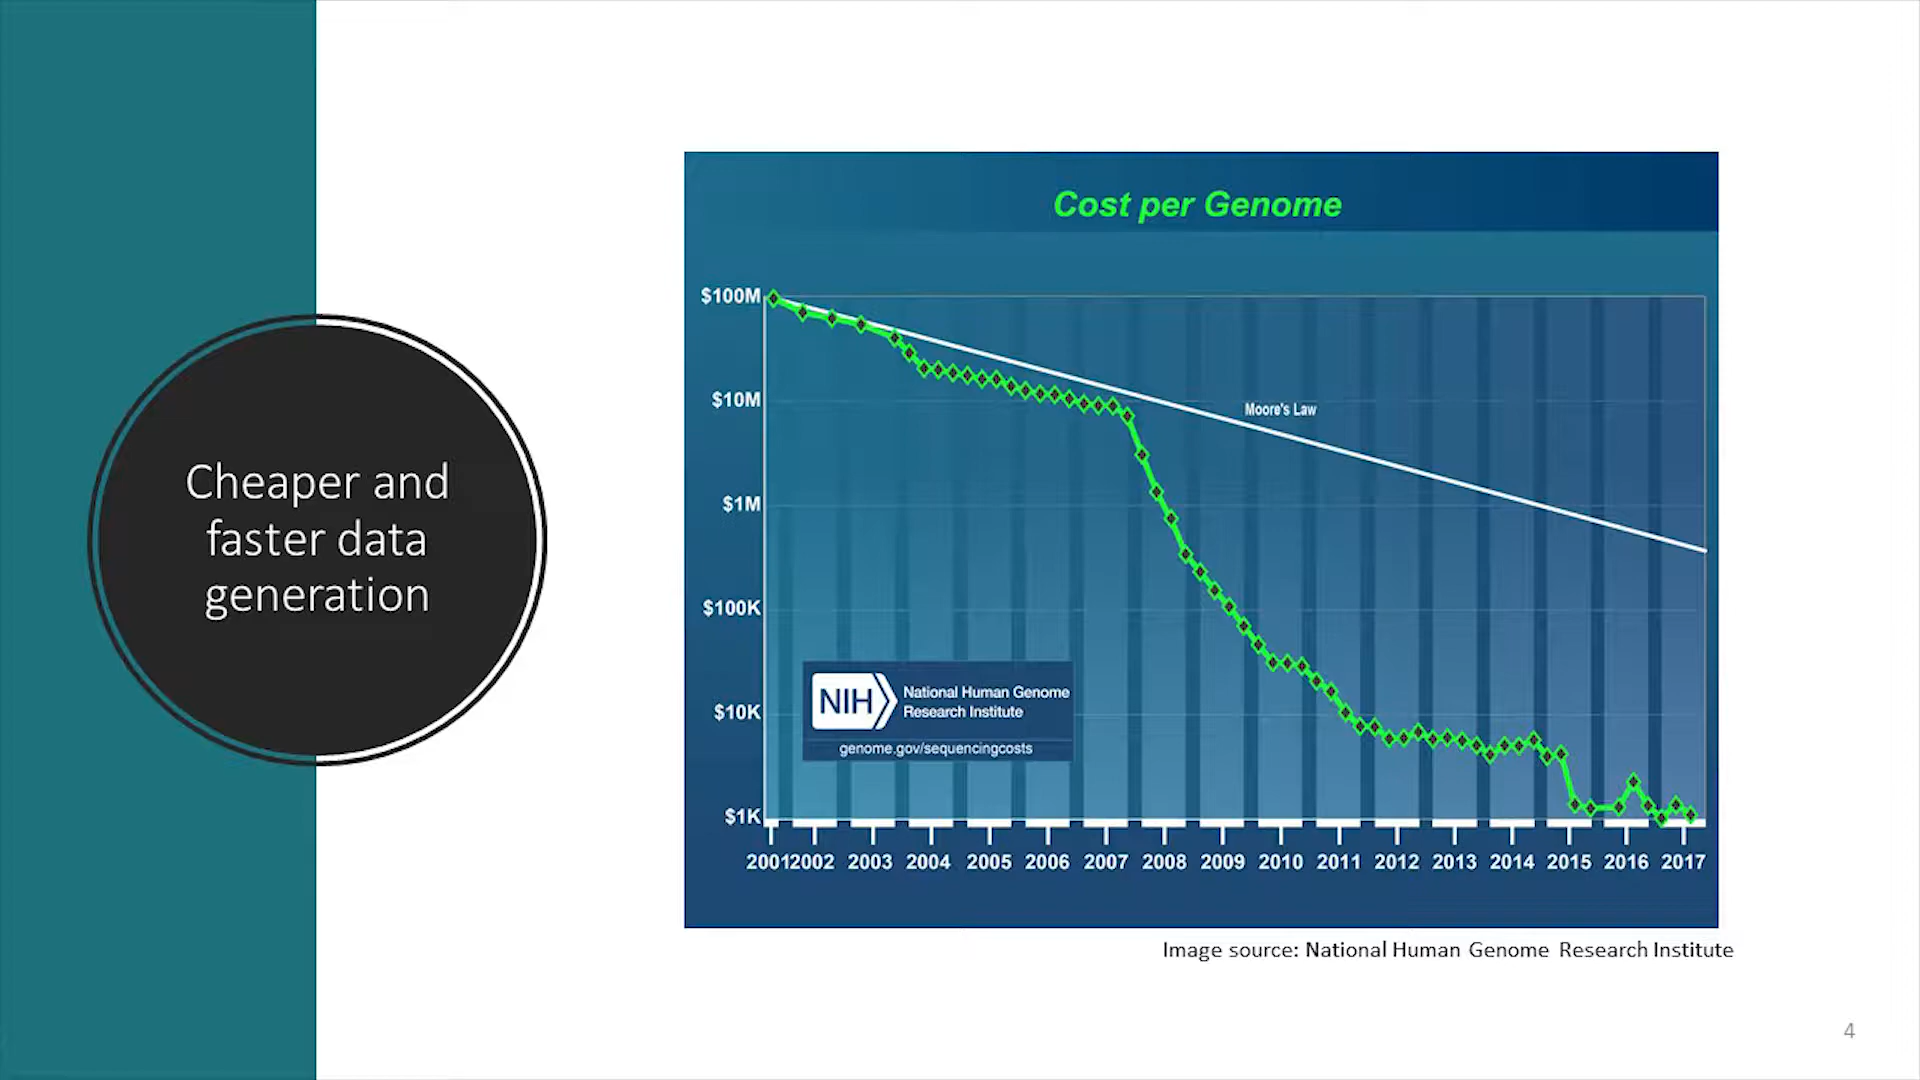 Cheaper and
faster data
generation
Cost per Genome
$100M
$10M
$1M
$100K
$10K
$1K
Moore's Law
NIH
National Human Genome
Research Institute
genome.gov/sequencingcosts
2001 2002 2003 2004 2005 2006 2007 2008 2009 2010 2011 2012 2013 2014 2015 2016 2017
Image source: National Human Genome Research Institute
4